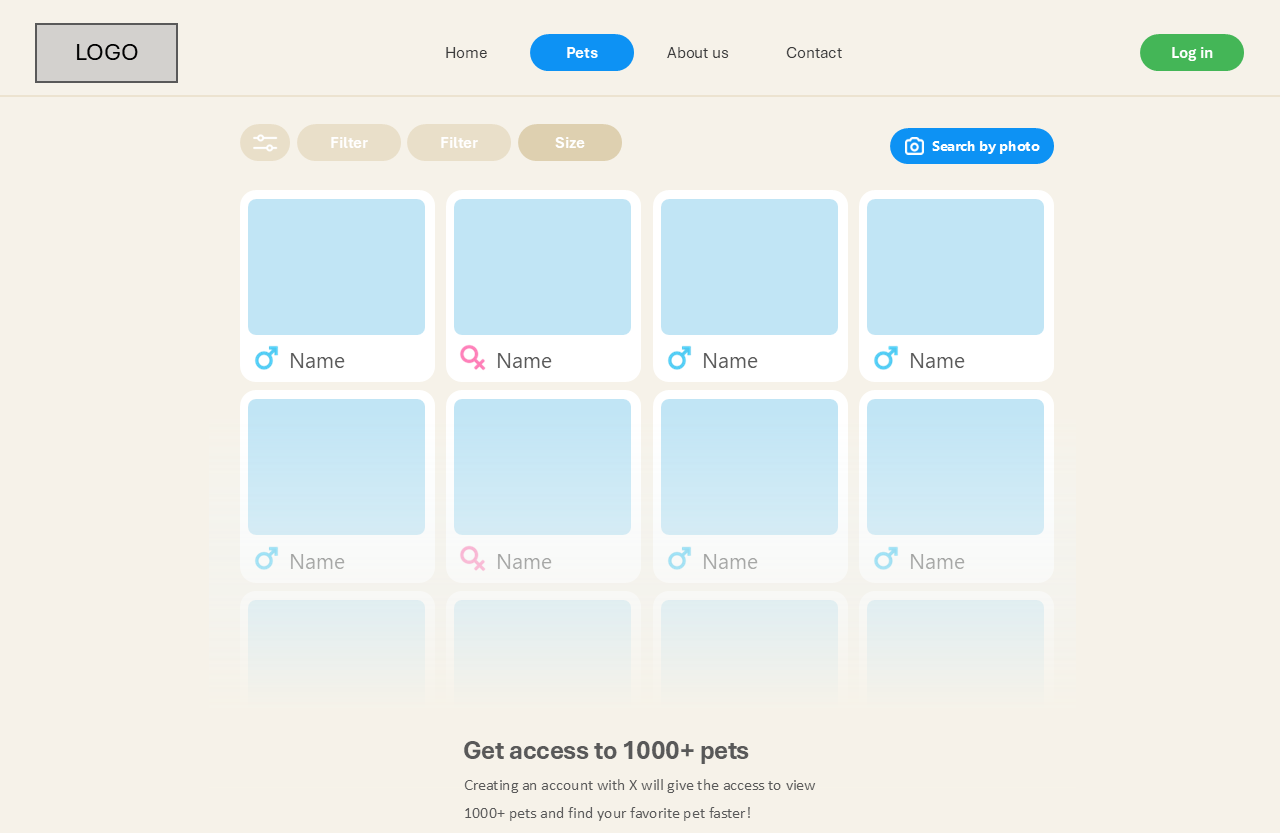 LOGO
Home
Pets
About us
Contact
Log in
Filter
Filter
Size
Search by photo
Name
Name
Name
Name
Name
Name
Name
Name
Get access to 1000+ pets
Creating an account with X will give the access to view
1000+ pets and find your favorite pet faster!